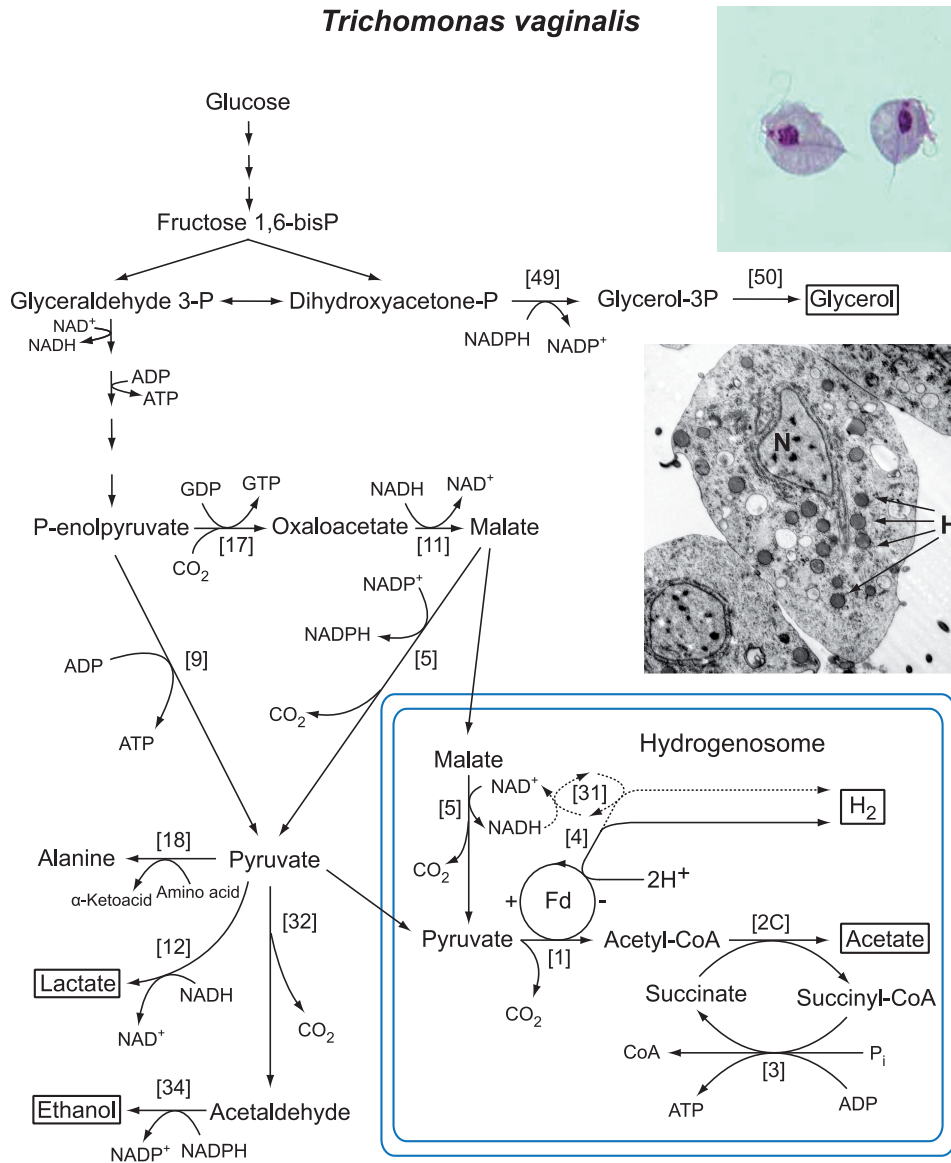 Trichomonas vaginalis
Glucose
Fructose 1,6-bisP
Glyceraldehyde 3-P
Dihydroxyacetone-P
[49]
NADPH
NADP+
Glycerol-3P
[50]
Glycerol
NAD+
NADH
ADP
ATP
N
H
P-enolpyruvate
GDP
GTP
CO2
[17]
Oxaloacetate
NADH
NAD+
[11]
Malate
NADP+
NADPH
[5]
CO2
ADP
[9]
ATP
Hydrogenosome
Malate
[5]
NAD+
NADH
CO2
[31]
[4]
H2
2H+
+
Fd
-
Alanine
[18]
Pyruvate
α-Ketoacid
Amino acid
[32]
CO2
[12]
Lactate
NADH
NAD+
Pyruvate
[1]
CO2
Acetyl-CoA
[2C]
Acetate
Succinate
Succinyl-CoA
CoA
[3]
Pi
ATP
ADP
Ethanol
[34]
Acetaldehyde
NADP+
NADPH